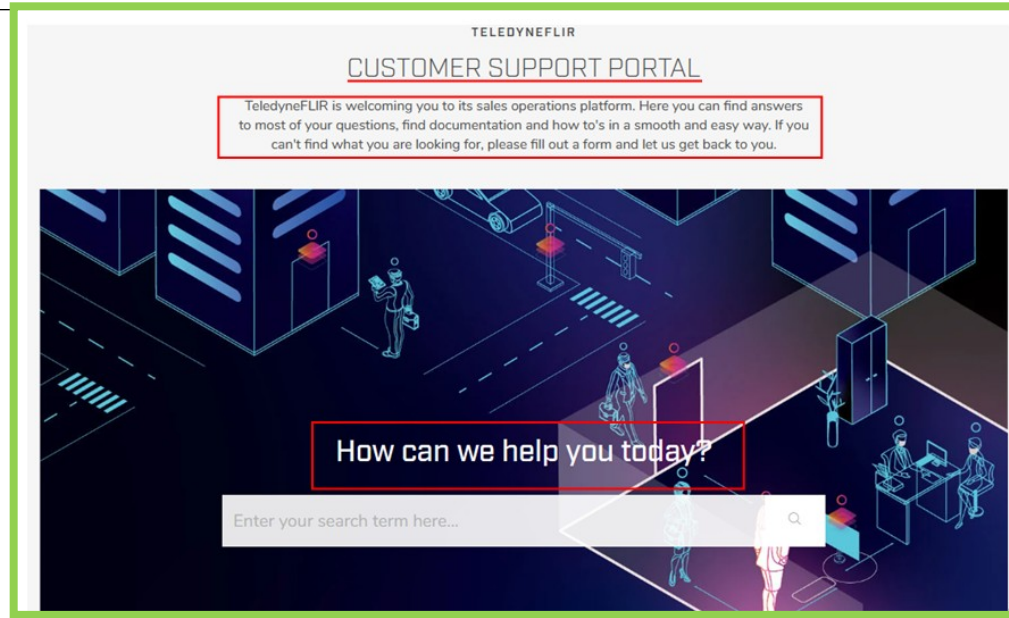 TELEDYNEFLIR
CUSTOMER SUPPORT PORTAL
TeledyneFLIR is welcoming you to its sales operations platform. Here you can find answers
to most of your questions, find documentation and how to's in a smooth and easy way. If you
can't find what you are looking for, please fill out a form and let us get back to you.
How can we help you today?
Enter your search term here...